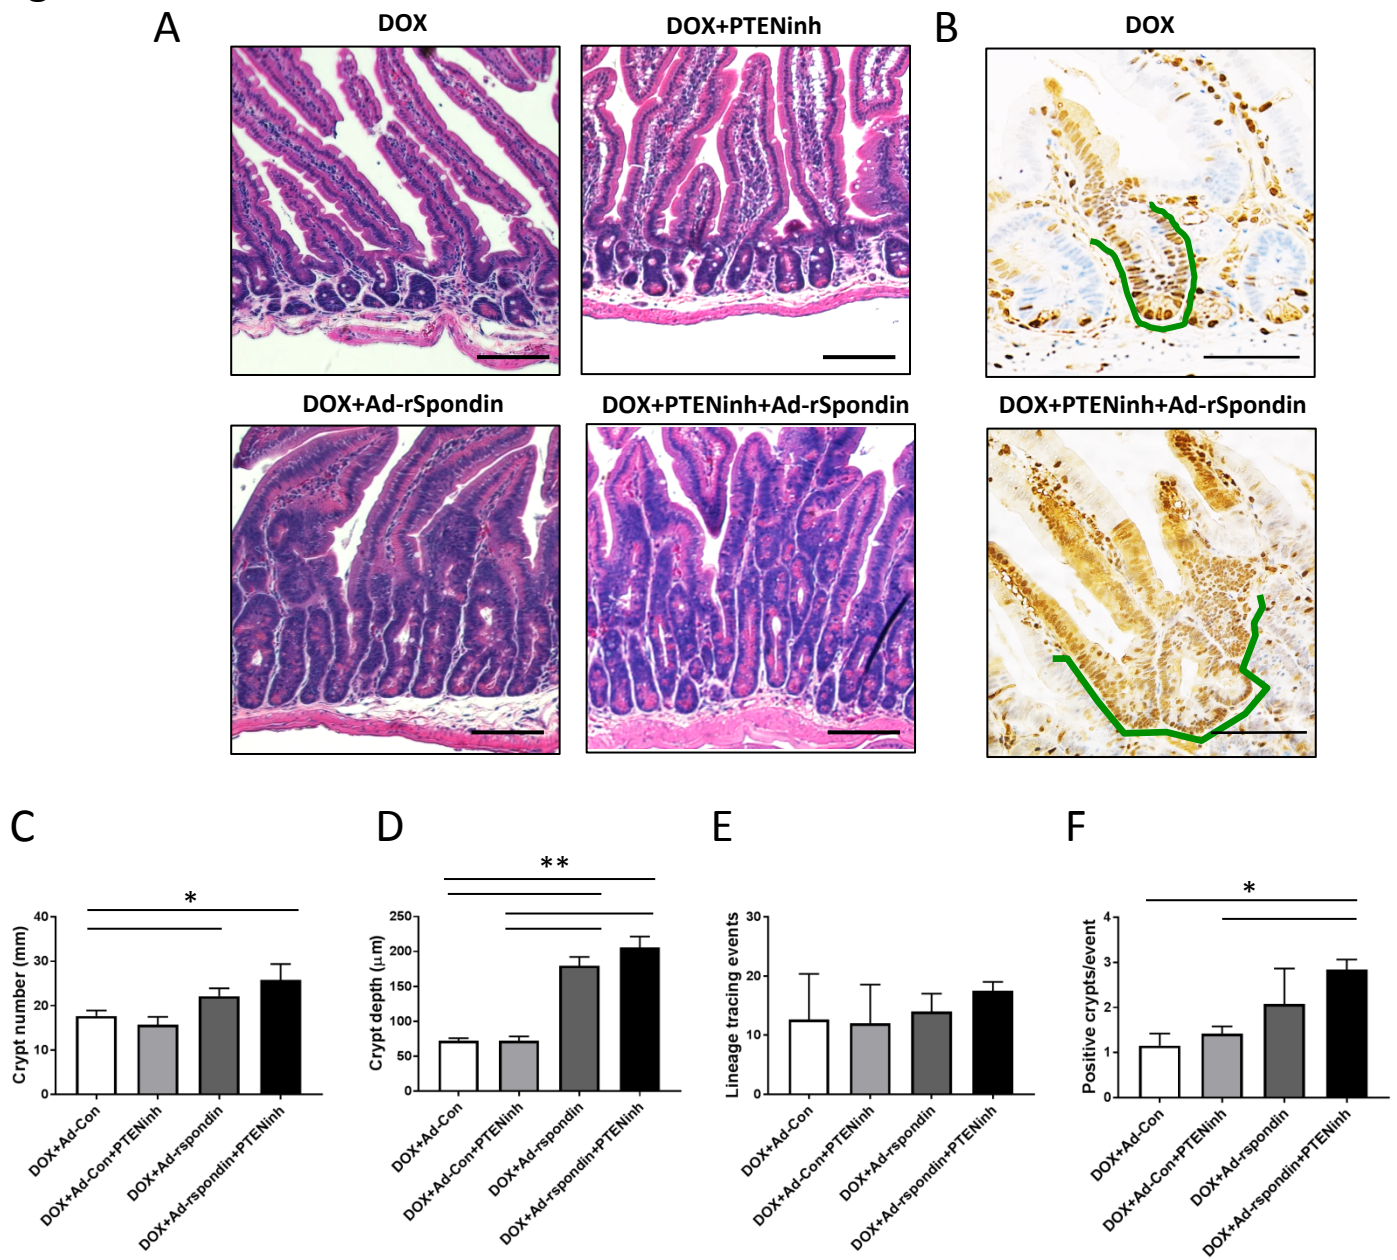 A
DOX
DOX+PTENinh
B
DOX
DOX+Ad-rSpondin
DOX+PTENinh+Ad-rSpondin
DOX+PTENinh+Ad-rSpondin
C
Crypt number (mm)
40
30
20
10
0
*
DOX+Ad-Con
DOX+Ad-Con+PTENinh
DOX+Ad-rspondin
DOX+Ad-rspondin+PTENinh
D
Crypt depth (μm)
250
200
150
100
50
0
**
DOX+Ad-Con
DOX+Ad-Con+PTENinh
DOX+Ad-rspondin
DOX+Ad-rspondin+PTENinh
E
Lineage tracing events
30
20
10
0
DOX+Ad-Con
DOX+Ad-Con+PTENinh
DOX+Ad-rspondin
DOX+Ad-rspondin+PTENinh
F
Positive crypts/event
4
3
2
1
0
*
DOX+Ad-Con
DOX+Ad-Con+PTENinh
DOX+Ad-rspondin
DOX+Ad-rspondin+PTENinh